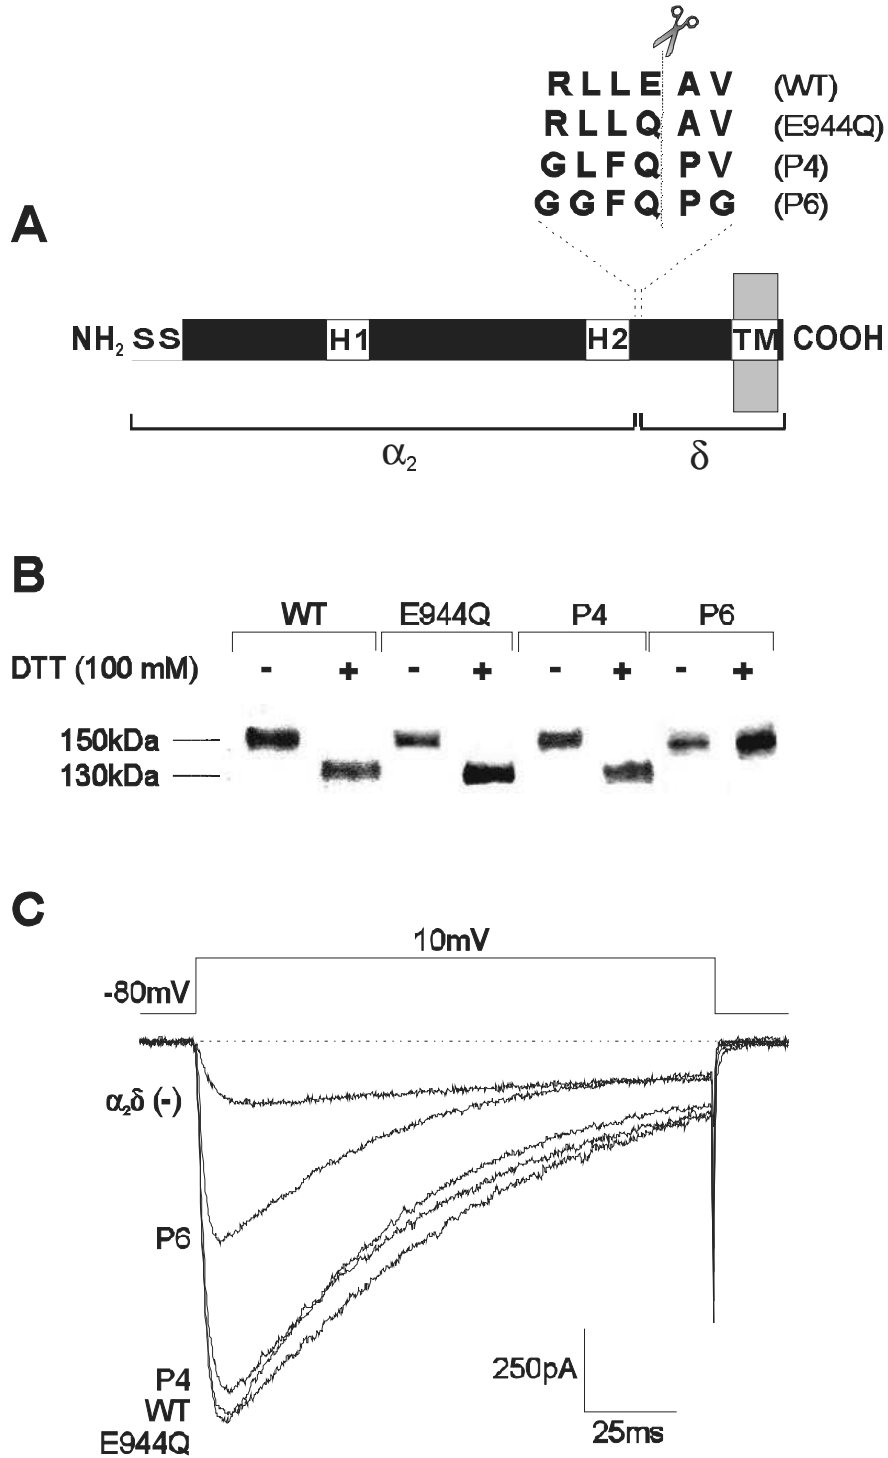 R L L E A V (WT)
R L L Q A V (E944Q)
G L F Q P V (P4)
G G F Q P G (P6)
A
NH2 SS H1 H2 TM COOH
α2 δ
B
WT E944Q P4 P6
DTT (100 mM) - + - + - + - +
150kDa
130kDa
C
10mV
-80mV
α2δ (-)
P6
P4
WT
E944Q
250pA
25ms